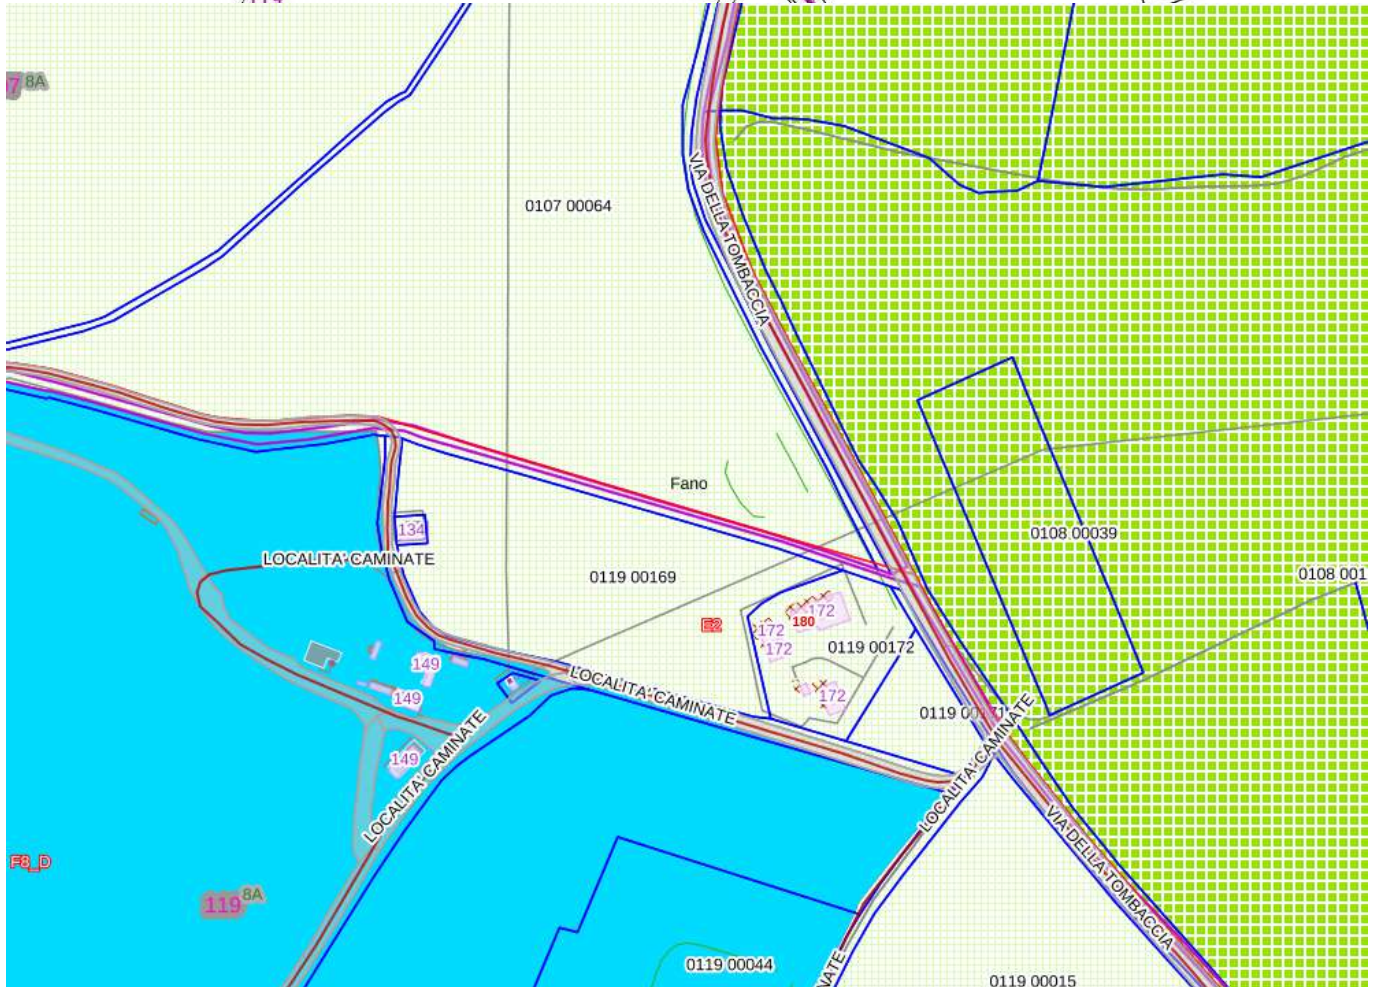 8A
0107 00064
VIA DELLA TOMBACCIA
Fano
134
0108 00039
LOCALITA' CAMINATE
0119 00169
0108 001
172
180
E2
172
172
0119 00172
149
172
149
LOCALITA' CAMINATE
LOCALITA' CAMINATE
149
LOCALITA' CAMINATE
VIA DELLA TOMBACCIA
F8_D
119 8A
0119 00044
0119 00015